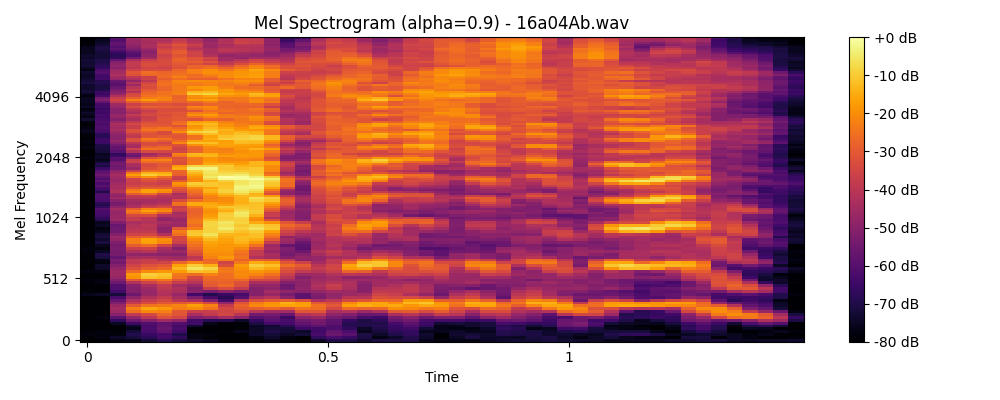 Mel Spectrogram (alpha=0.9) - 16a04Ab.wav
Mel Frequency
4096
2048
1024
512
0
0 0.5 1
Time
+0 dB
-10 dB
-20 dB
-30 dB
-40 dB
-50 dB
-60 dB
-70 dB
-80 dB